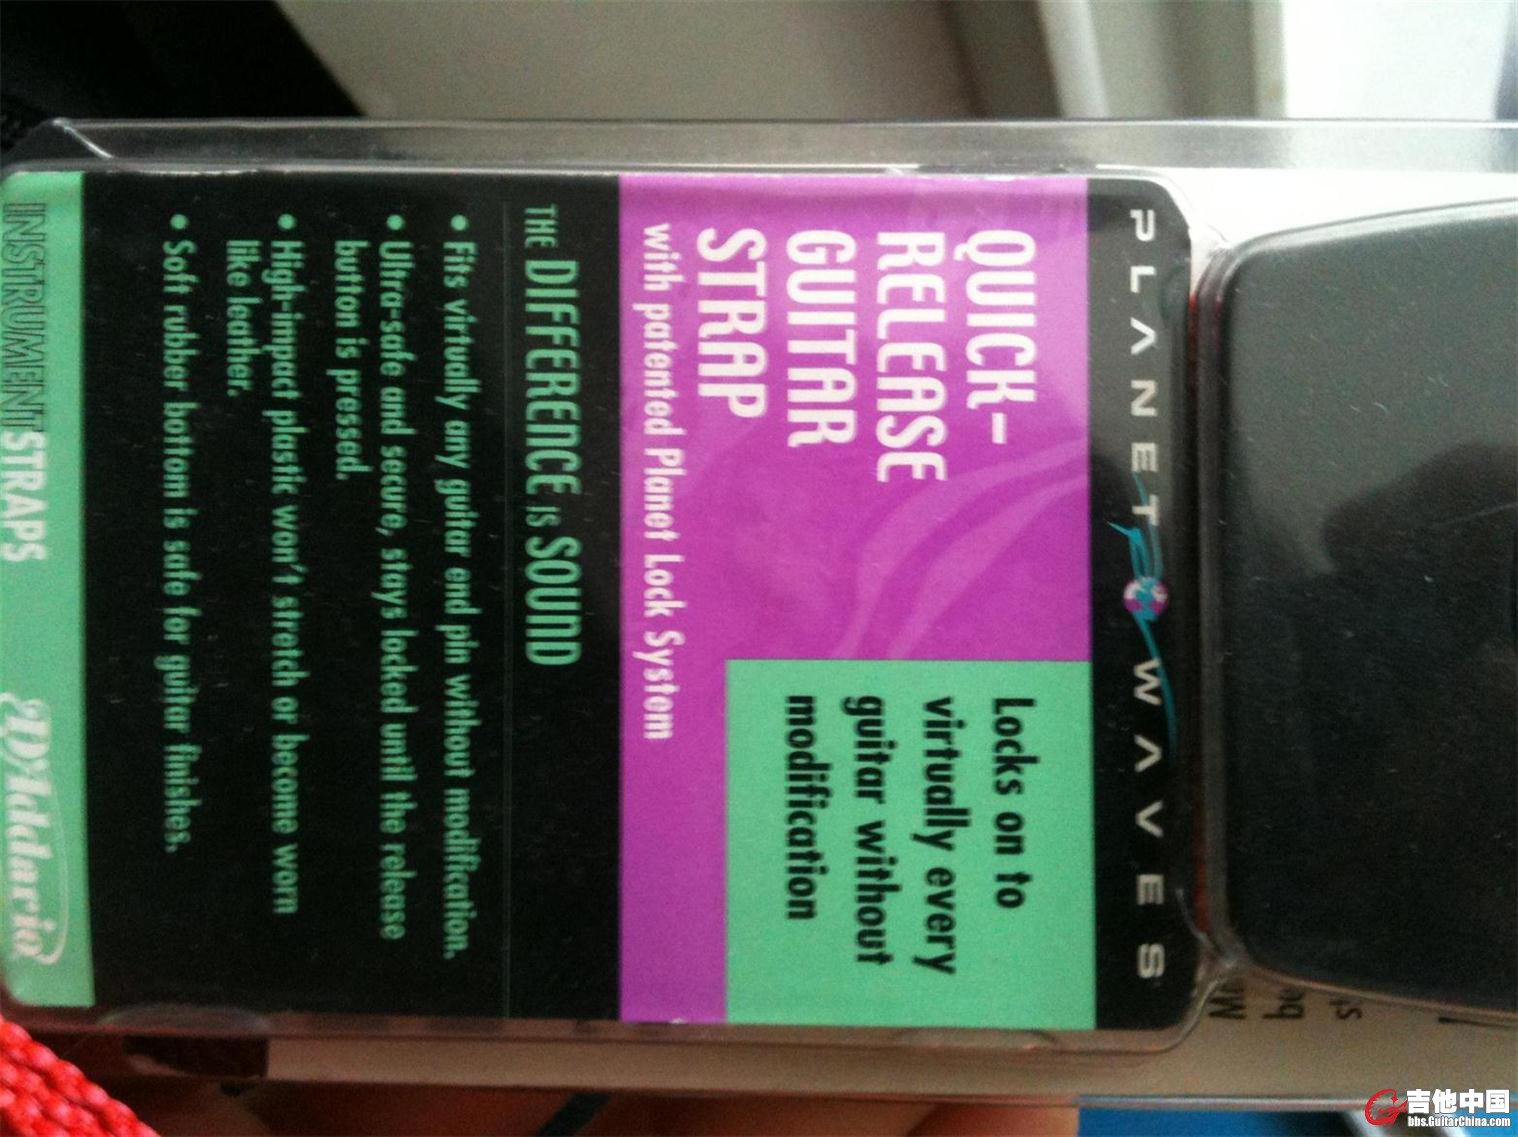 PLANET WAVES
QUICK-
RELEASE
GUITAR
STRAP
with patented Planet Lock System
Locks on to
virtually every
guitar without
modification
THE DIFFERENCE IS SOUND
• Fits virtually any guitar end pin without modification.
• Ultra-safe and secure, stays locked until the release
button is pressed.
• High-impact plastic won't stretch or become worn
like leather.
• Soft rubber bottom is safe for guitar finishes.
INSTRUMENT STRAPS
D'Addario
吉他中国
bbs.GuitarChina.com